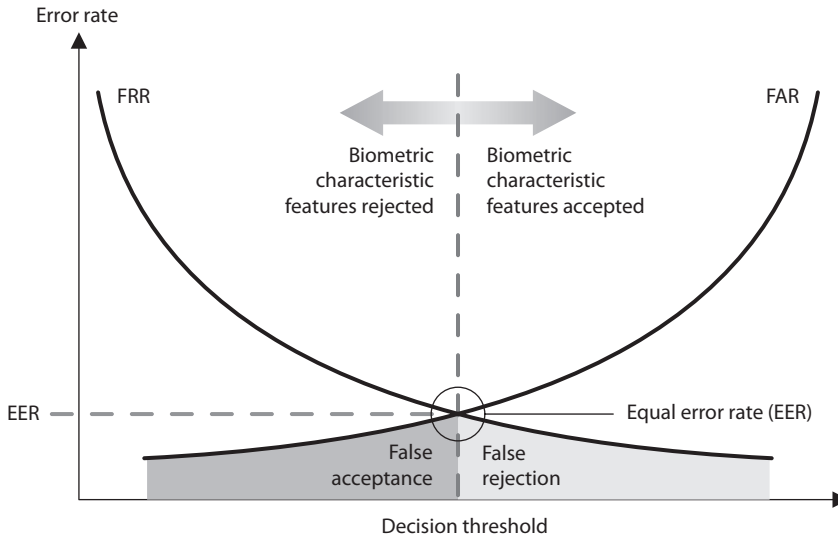 Error rate
FRR
FAR
Biometric
characteristic
features rejected
Biometric
characteristic
features accepted
EER
Equal error rate (EER)
False
acceptance
False
rejection
Decision threshold